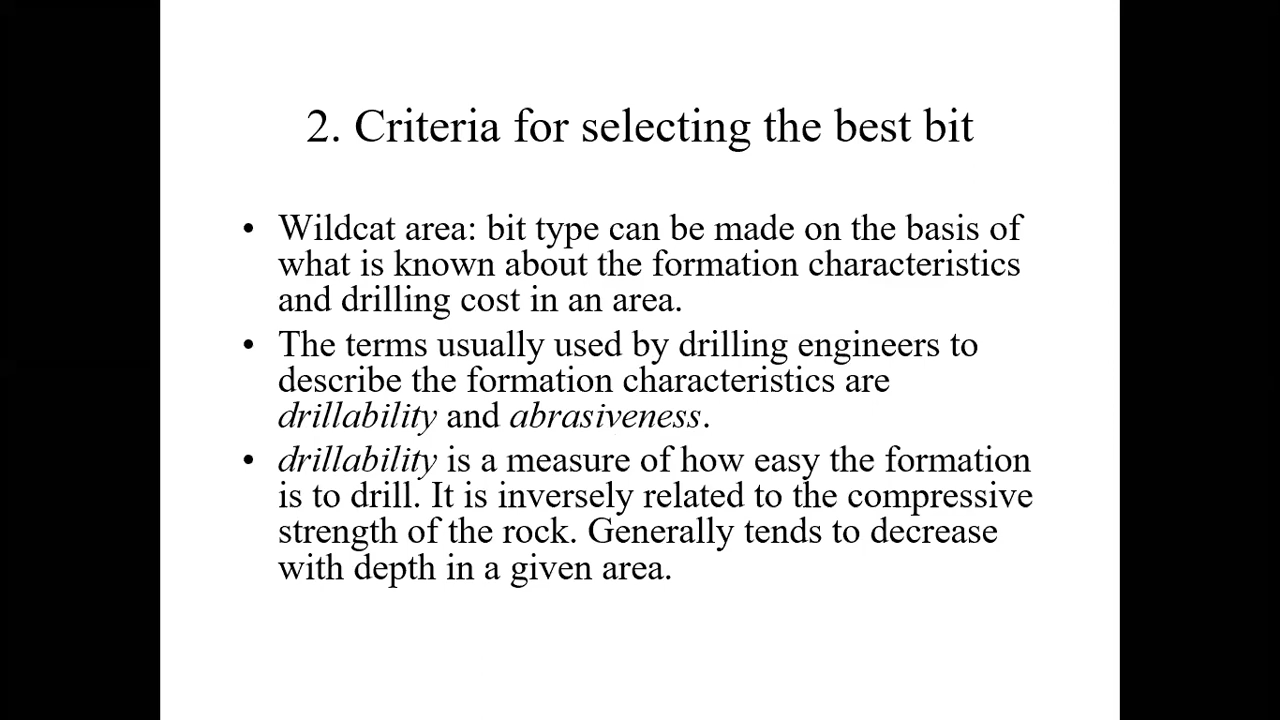 2. Criteria for selecting the best bit
• Wildcat area: bit type can be made on the basis of
what is known about the formation characteristics
and drilling cost in an area.
• The terms usually used by drilling engineers to
describe the formation characteristics are
drillability and abrasiveness.
• drillability is a measure of how easy the formation
is to drill. It is inversely related to the compressive
strength of the rock. Generally tends to decrease
with depth in a given area.